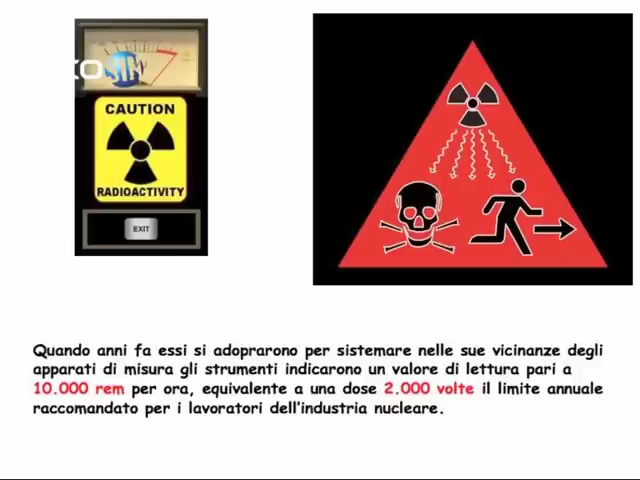 CAUTION
RADIOACTIVITY
EXIT
Quando anni fa essi si adoprarono per sistemare nelle sue vicinanze degli
apparati di misura gli strumenti indicarono un valore di lettura pari a
10.000 rem per ora, equivalente a una dose 2.000 volte il limite annuale
raccomandato per i lavoratori dell'industria nucleare.